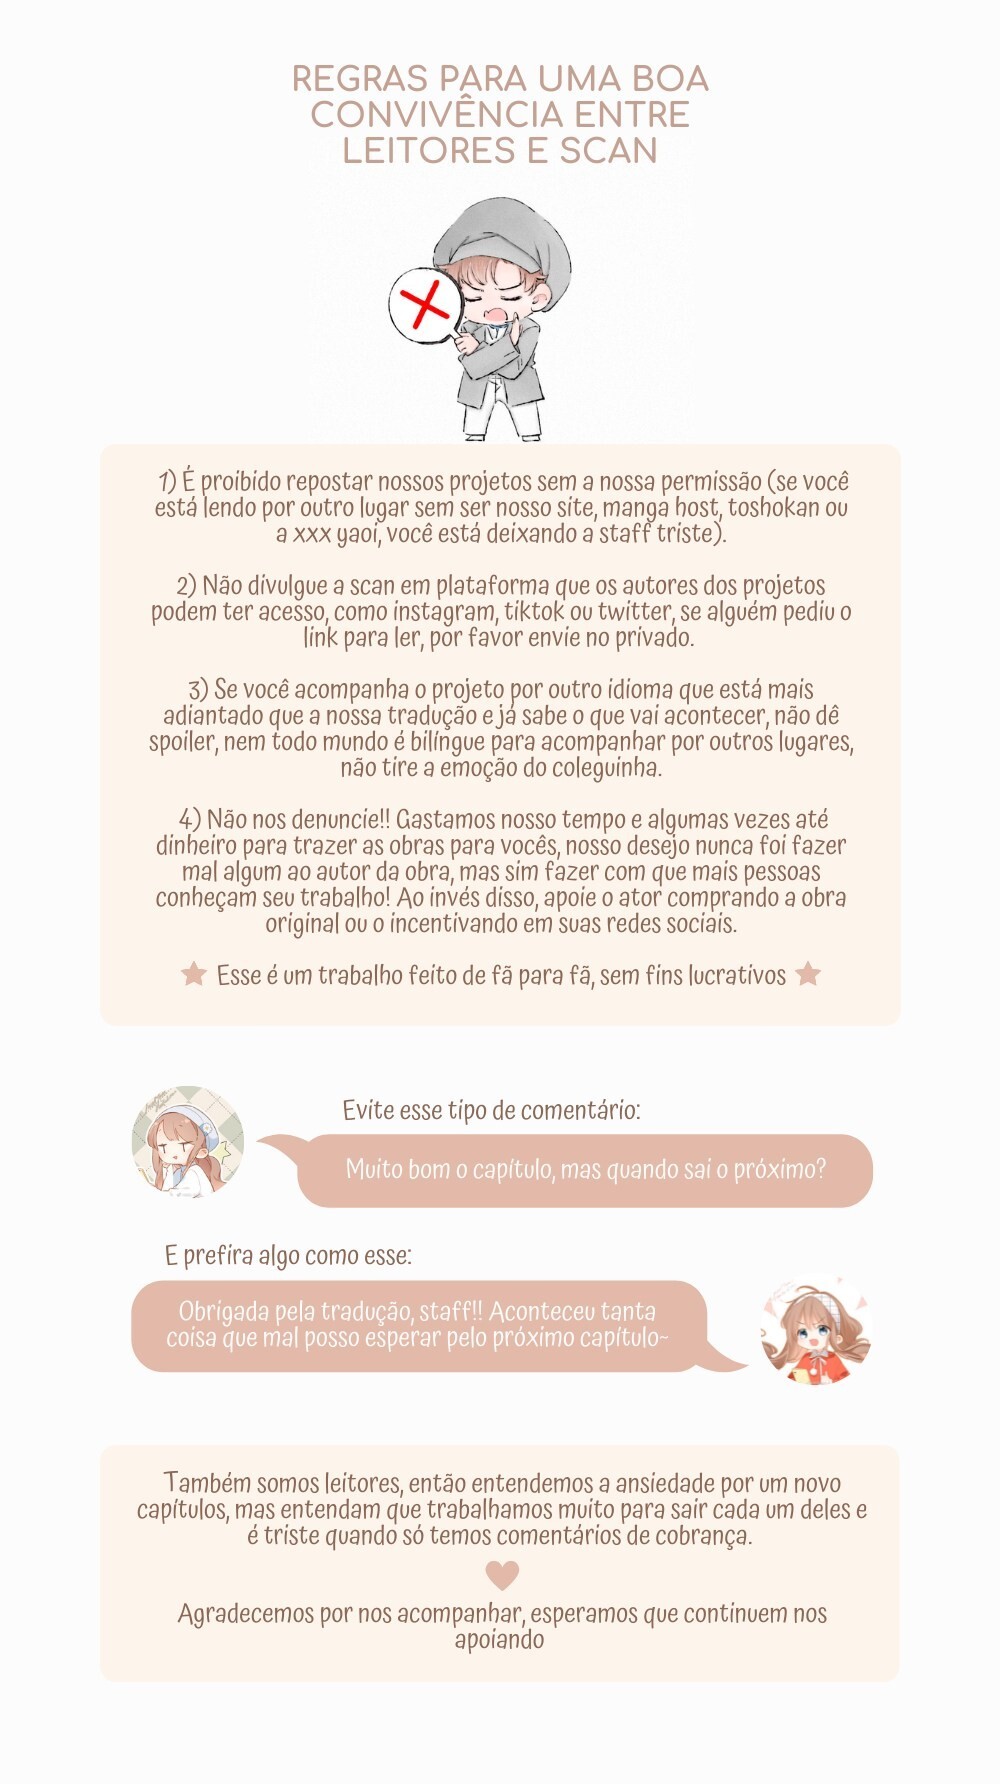 REGRAS PARA UMA BOA
CONVIVÊNCIA ENTRE
LEITORES E SCAN
1) É proibido repostar nossos projetos sem a nossa permissão (se você
está lendo por outro lugar sem ser nosso site, manga host, toshokan ou
a xxx yaoi, você está deixando a staff triste).
2) Não divulgue a scan em plataforma que os autores dos projetos
podem ter acesso, como instagram, tiktok ou twitter, se alguém pediu o
link para ler, por favor envie no privado.
3) Se você acompanha o projeto por outro idioma que está mais
adiantado que a nossa tradução e já sabe o que vai acontecer, não dê
spoiler, nem todo mundo é bilíngue para acompanhar por outros lugares,
não tire a emoção do coleguinha.
4) Não nos denuncie!! Gastamos nosso tempo e algumas vezes até
dinheiro para trazer as obras para vocês, nosso desejo nunca foi fazer
mal algum ao autor da obra, mas sim fazer com que mais pessoas
conheçam seu trabalho! Ao invés disso, apoie o ator comprando a obra
original ou o incentivando em suas redes sociais.
Esse é um trabalho feito de fã para fã, sem fins lucrativos
Evite esse tipo de comentário:
Muito bom o capítulo, mas quando sai o próximo?
E prefira algo como esse:
Obrigada pela tradução, staff!! Aconteceu tanta
coisa que mal posso esperar pelo próximo capítulo~
Também somos leitores, então entendemos a ansiedade por um novo
capítulos, mas entendam que trabalhamos muito para sair cada um deles e
é triste quando só temos comentários de cobrança.
Agradecemos por nos acompanhar, esperamos que continuem nos
apoiando